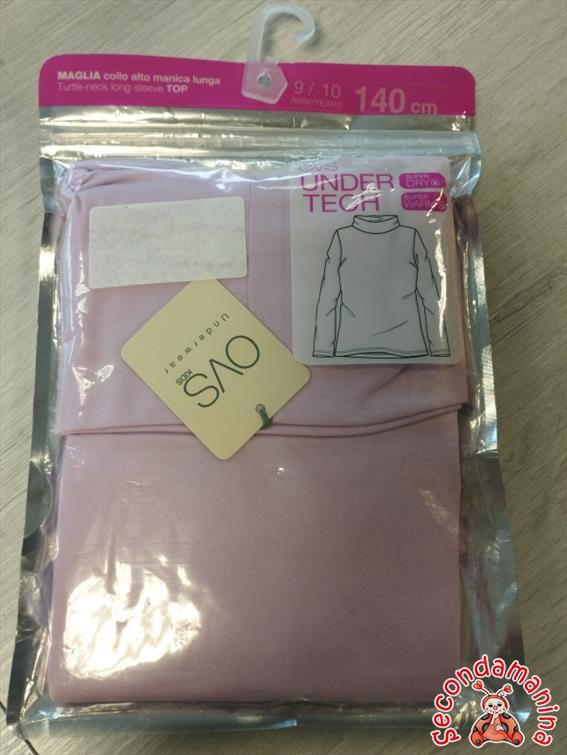 MAGLIA collo alto manica lunga
Turtle-neck long-sleeve TOP
9 / 10
ANNI/YEARS
140 cm
OVS
UNDER
TECH
SUPER
DRY
SUPER
WARM
OVS
KIDS
Underwear
Secondamanina